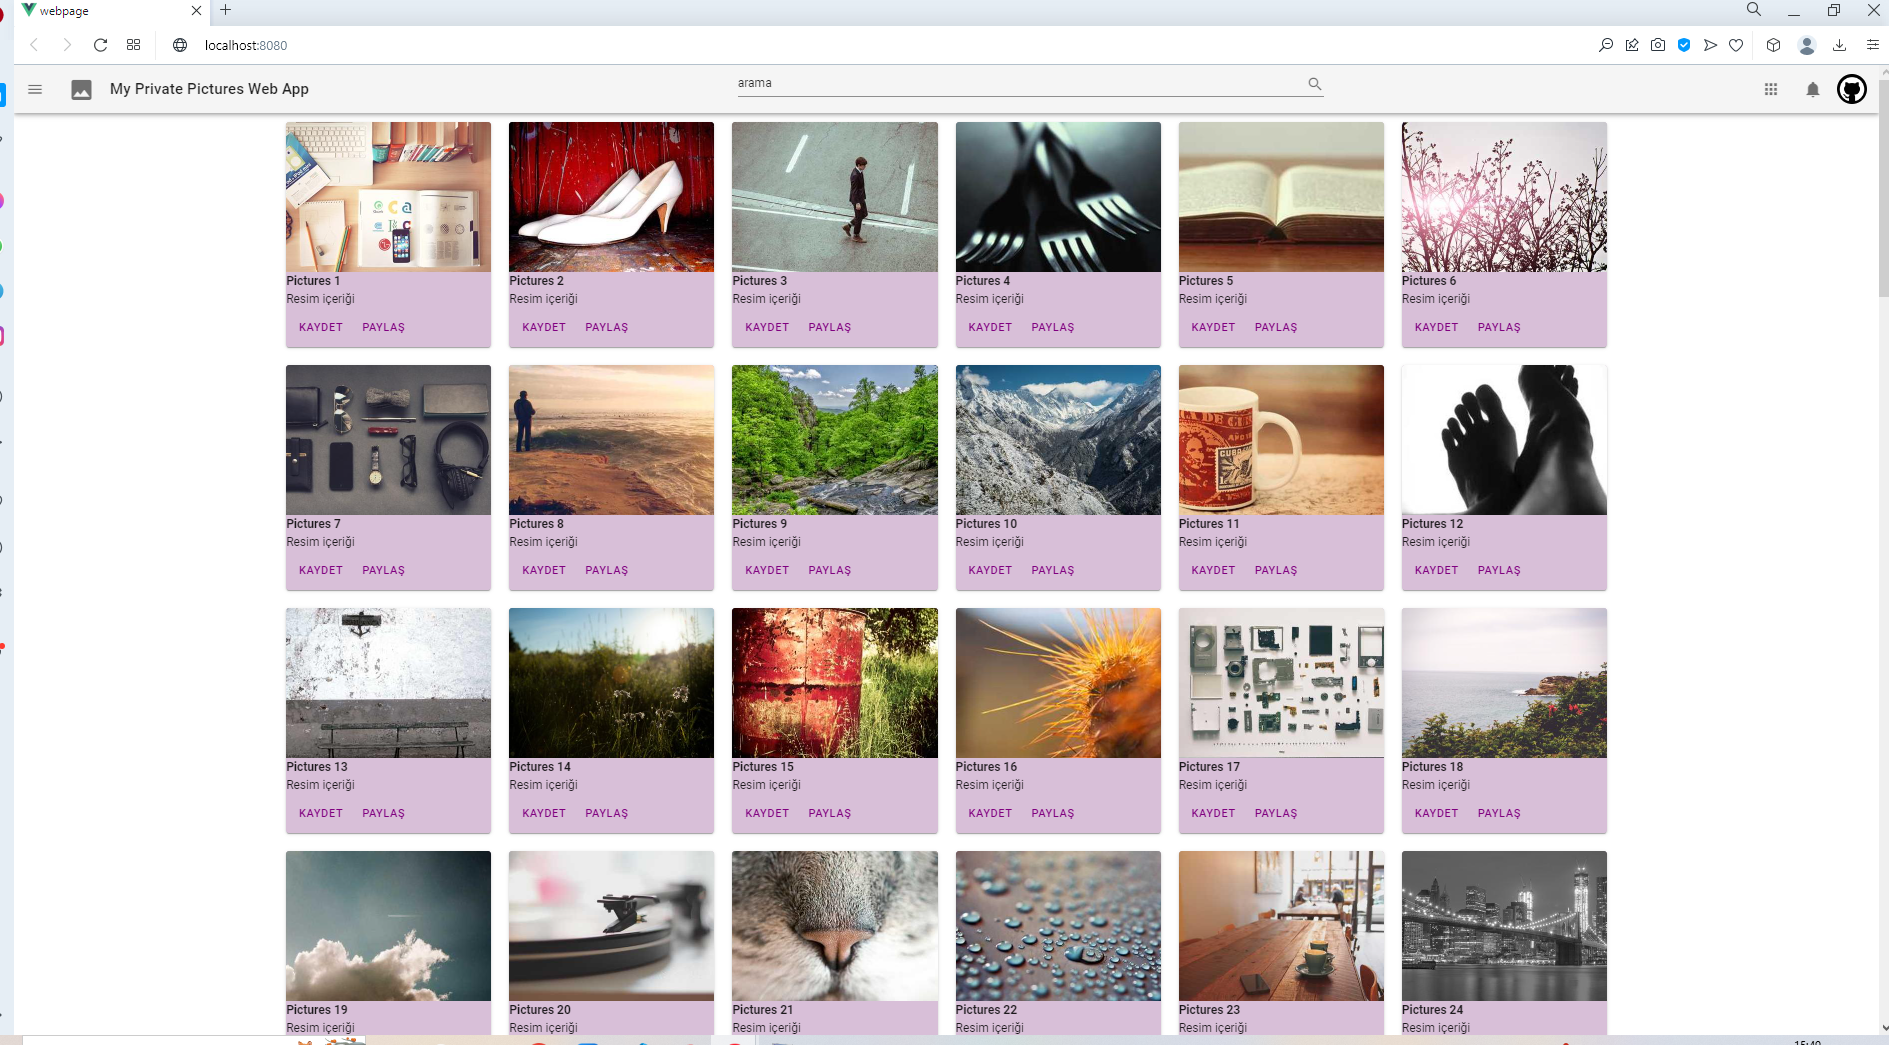 webpage
localhost:8080
My Private Pictures Web App
arama
Pictures 1
Resim içeriği
KAYDET PAYLAŞ
Pictures 2
Resim içeriği
KAYDET PAYLAŞ
Pictures 3
Resim içeriği
KAYDET PAYLAŞ
Pictures 4
Resim içeriği
KAYDET PAYLAŞ
Pictures 5
Resim içeriği
KAYDET PAYLAŞ
Pictures 6
Resim içeriği
KAYDET PAYLAŞ
Pictures 7
Resim içeriği
KAYDET PAYLAŞ
Pictures 8
Resim içeriği
KAYDET PAYLAŞ
Pictures 9
Resim içeriği
KAYDET PAYLAŞ
Pictures 10
Resim içeriği
KAYDET PAYLAŞ
Pictures 11
Resim içeriği
KAYDET PAYLAŞ
Pictures 12
Resim içeriği
KAYDET PAYLAŞ
Pictures 13
Resim içeriği
KAYDET PAYLAŞ
Pictures 14
Resim içeriği
KAYDET PAYLAŞ
Pictures 15
Resim içeriği
KAYDET PAYLAŞ
Pictures 16
Resim içeriği
KAYDET PAYLAŞ
Pictures 17
Resim içeriği
KAYDET PAYLAŞ
Pictures 18
Resim içeriği
KAYDET PAYLAŞ
Pictures 19
Resim içeriği
Pictures 20
Resim içeriği
Pictures 21
Resim içeriği
Pictures 22
Resim içeriği
Pictures 23
Resim içeriği
Pictures 24
Resim içeriği